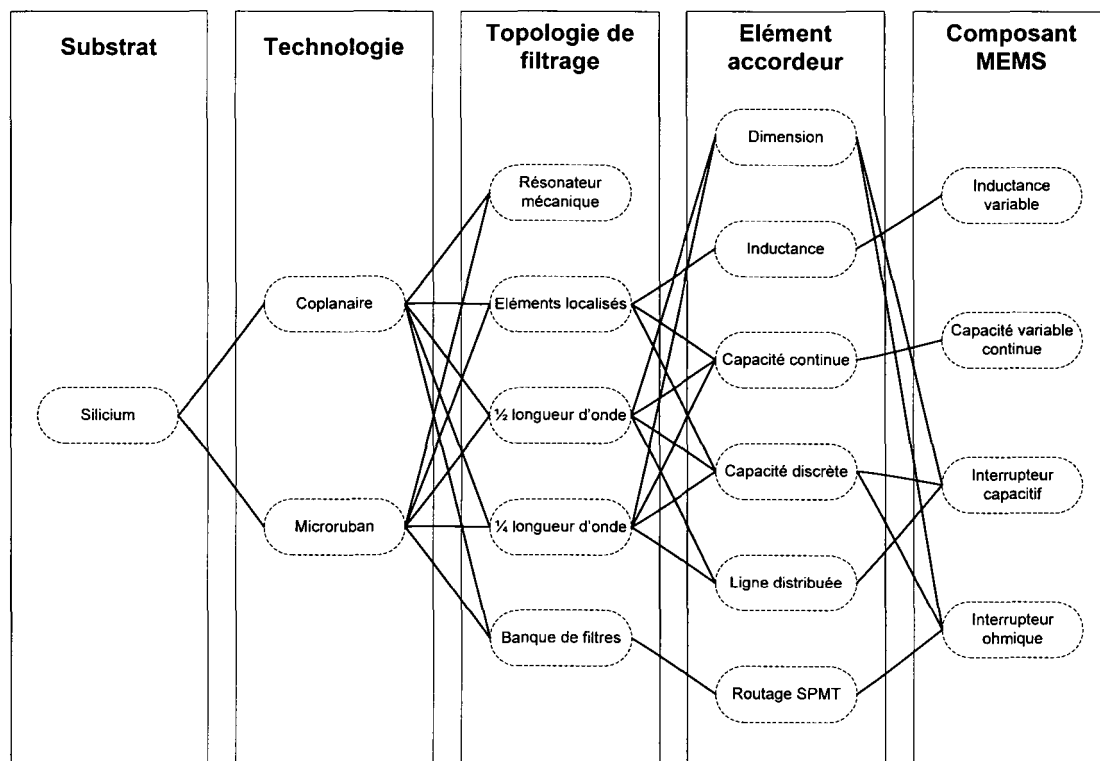 Substrat
Technologie
Topologie de
filtrage
Elément
accordeur
Composant
MEMS
Silicium
Coplanaire
Microruban
Résonateur
mécanique
Eléments localisés
½ longueur d'onde
¼ longueur d'onde
Banque de filtres
Dimension
Inductance
Capacité continue
Capacité discrète
Ligne distribuée
Routage SPMT
Inductance
variable
Capacité variable
continue
Interrupteur
capacitif
Interrupteur
ohmique